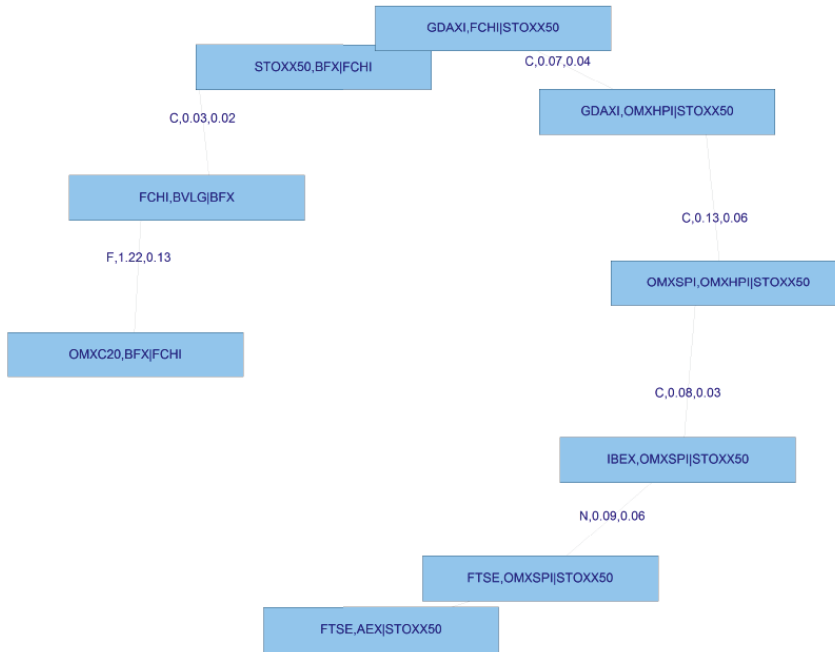 GDAXI,FCHI|STOXX50
STOXX50,BFX|FCHI
C,0.07,0.04
GDAXI,OMXHPI|STOXX50
C,0.03,0.02
FCHI,BVLG|BFX
C,0.13,0.06
F,1.22,0.13
OMXSPI,OMXHPI|STOXX50
OMXC20,BFX|FCHI
C,0.08,0.03
IBEX,OMXSPI|STOXX50
N,0.09,0.06
FTSE,OMXSPI|STOXX50
FTSE,AEX|STOXX50